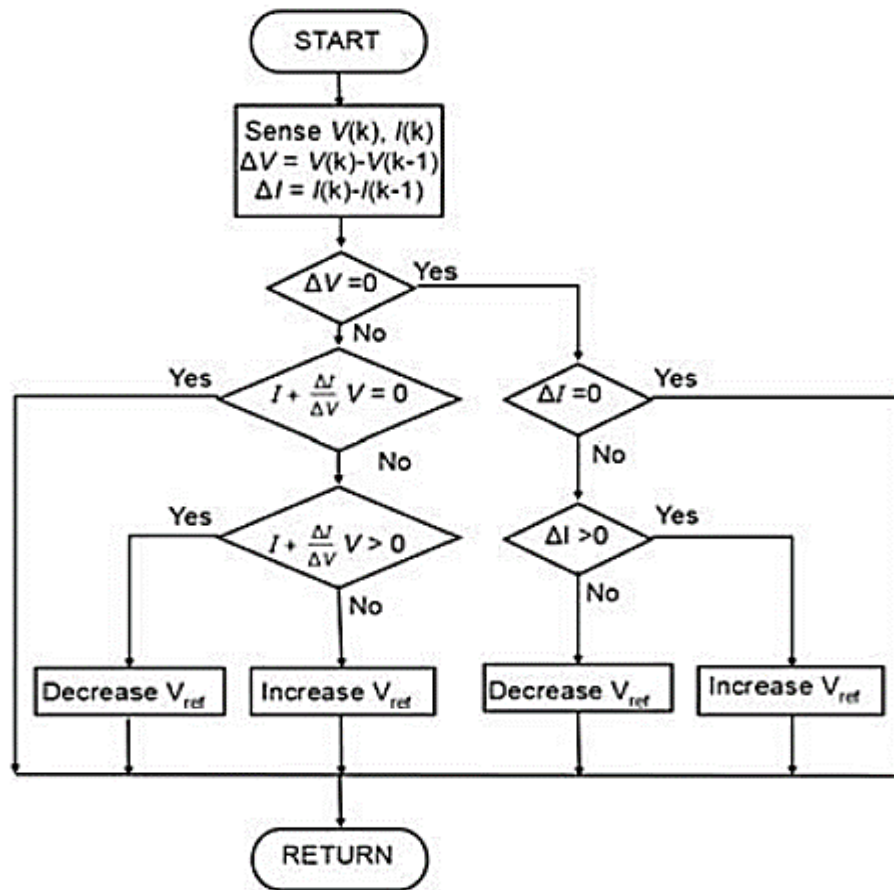 START
Sense V(k), I(k)
ΔV = V(k)-V(k-1)
ΔI = I(k)-I(k-1)
ΔV =0
Yes
No
Yes
I + ΔI/ΔV V = 0
ΔI =0
Yes
No
No
Yes
I + ΔI/ΔV V > 0
ΔI >0
Yes
No
No
Decrease Vref
Increase Vref
Decrease Vref
Increase Vref
RETURN